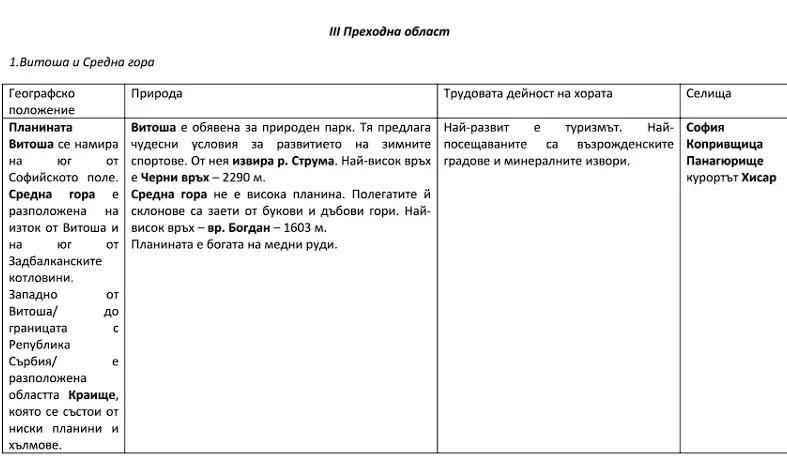 III Преходна област
1.Витоша и Средна гора
Географско
положение
Природа
Трудовата дейност на хората
Селища
Планината
Витоша се намира
на юг от
Софийското поле.
Средна гора е
разположена на
изток от Витоша и
на юг от
Задбалканските
котловини.
Западно от
Витоша/ до
границата с
Република
Сърбия/ е
разположена
областта Краище,
която се състои от
ниски планини и
хълмове.
Витоша е обявена за природен парк. Тя предлага
чудесни условия за развитието на зимните
спортове. От нея извира р. Струма. Най-висок връх
е Черни връх – 2290 м.
Средна гора не е висока планина. Полегатите й
склонове са заети от букови и дъбови гори. Най-
висок връх – вр. Богдан – 1603 м.
Планината е богата на медни руди.
Най-развит е туризмът. Най-
посещаваните са възрожденските
градове и минералните извори.
София
Копривщица
Панагюрище
курортът Хисар